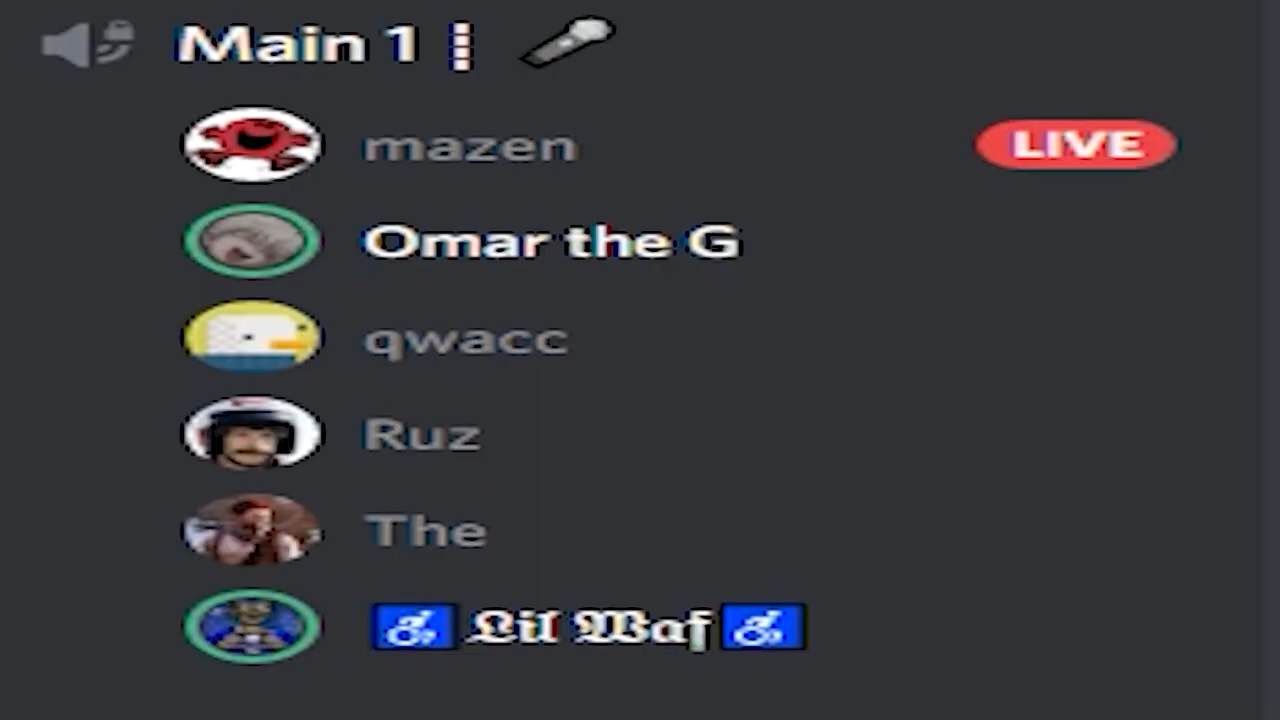 Main 1 ⁞ 🎤
mazen LIVE
Omar the G
qwacc
Ruz
The
♿ 𝕷𝖎𝖑 𝖂𝖆𝖋 ♿